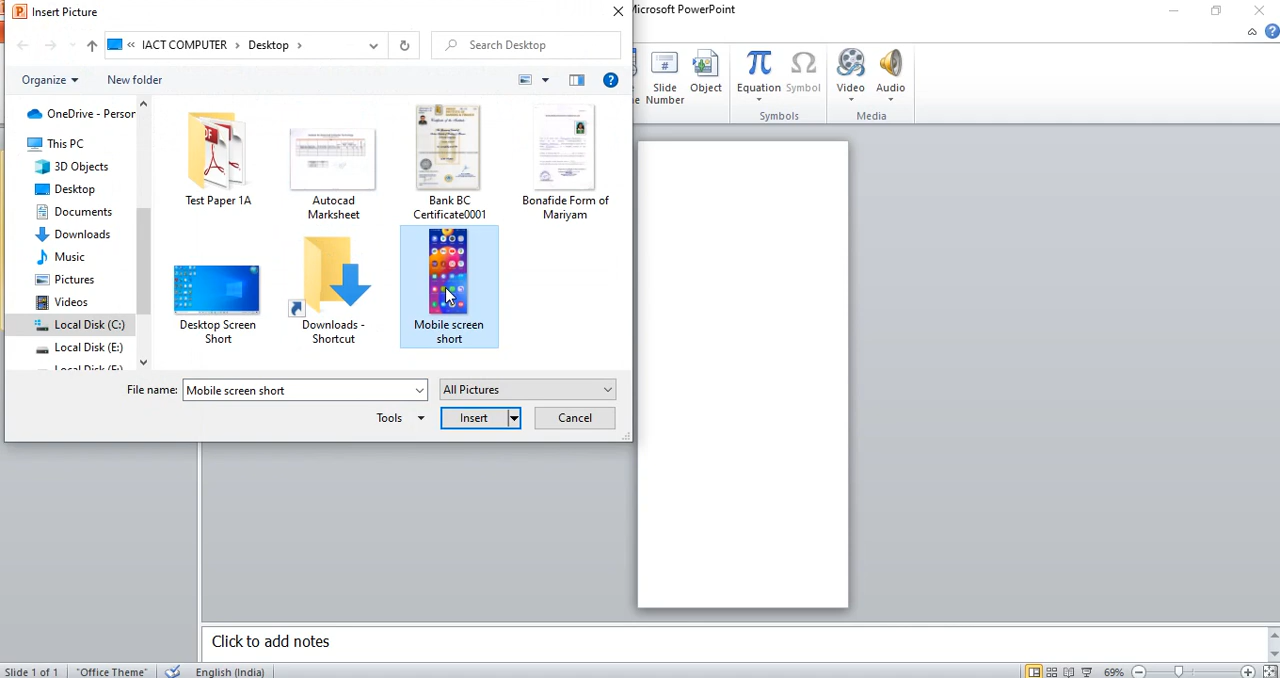 Insert Picture
Microsoft PowerPoint
IACT COMPUTER › Desktop ›
Search Desktop
Organize
New folder
Slide
Number
Object
Equation
Symbol
Video
Audio
Symbols
Media
OneDrive - Person
This PC
3D Objects
Desktop
Documents
Downloads
Music
Pictures
Videos
Local Disk (C:)
Local Disk (E:)
Local Disk (F:)
Test Paper 1A
Autocad
Marksheet
Bank BC
Certificate0001
Bonafide Form of
Mariyam
Desktop Screen
Short
Downloads -
Shortcut
Mobile screen
short
File name:
Mobile screen short
All Pictures
Tools
Insert
Cancel
Click to add notes
Slide 1 of 1
"Office Theme"
English (India)
69%